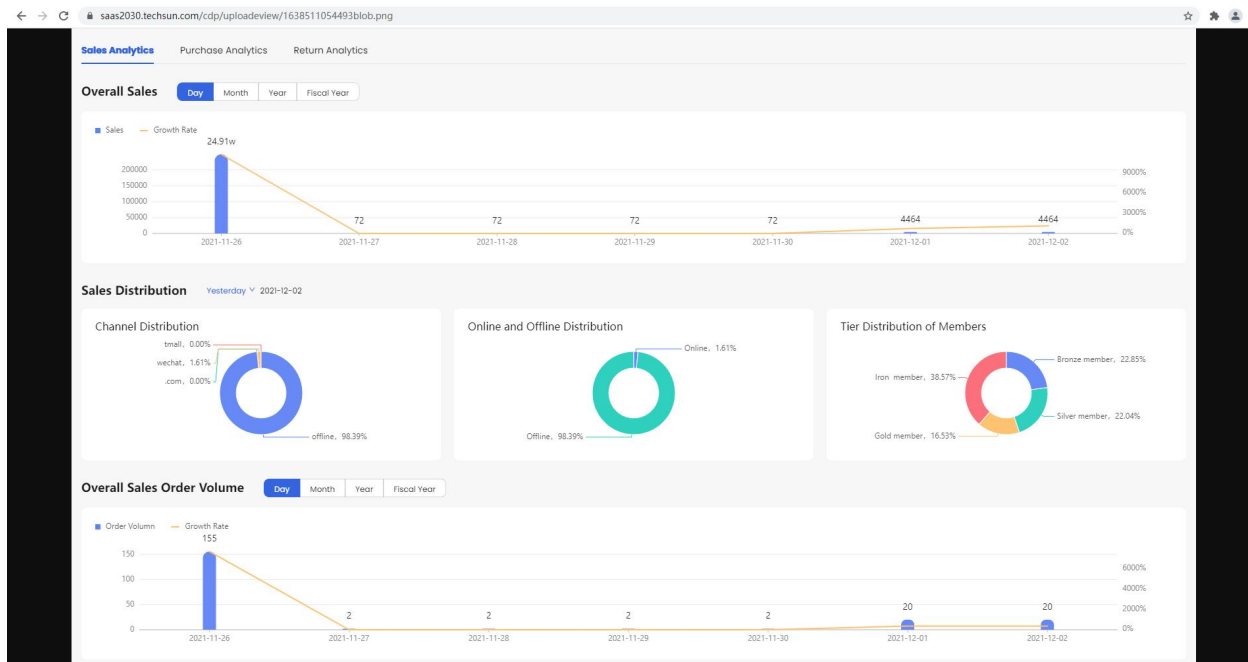 saas2030.techsun.com/cdp/uploadeview/1638511054493blob.png
Sales Analytics Purchase Analytics Return Analytics
Overall Sales Day Month Year Fiscal Year
Sales Growth Rate
24.91w
200000 9000%
150000
6000%
100000
50000 72 72 72 72 4464 4464 3000%
0 0%
2021-11-26 2021-11-27 2021-11-28 2021-11-29 2021-11-30 2021-12-01 2021-12-02
Sales Distribution Yesterday 2021-12-02
Channel Distribution
tmall, 0.00%
wechat, 1.61%
.com, 0.00%
offline, 98.39%
Online and Offline Distribution
Online, 1.61%
Offline, 98.39%
Tier Distribution of Members
Bronze member, 22.85%
Iron member, 38.57%
Silver member, 22.04%
Gold member, 16.53%
Overall Sales Order Volume Day Month Year Fiscal Year
Order Volumn Growth Rate
155
150
6000%
100
4000%
50 2 2 2 2 20 20 2000%
0 0%
2021-11-26 2021-11-27 2021-11-28 2021-11-29 2021-11-30 2021-12-01 2021-12-02